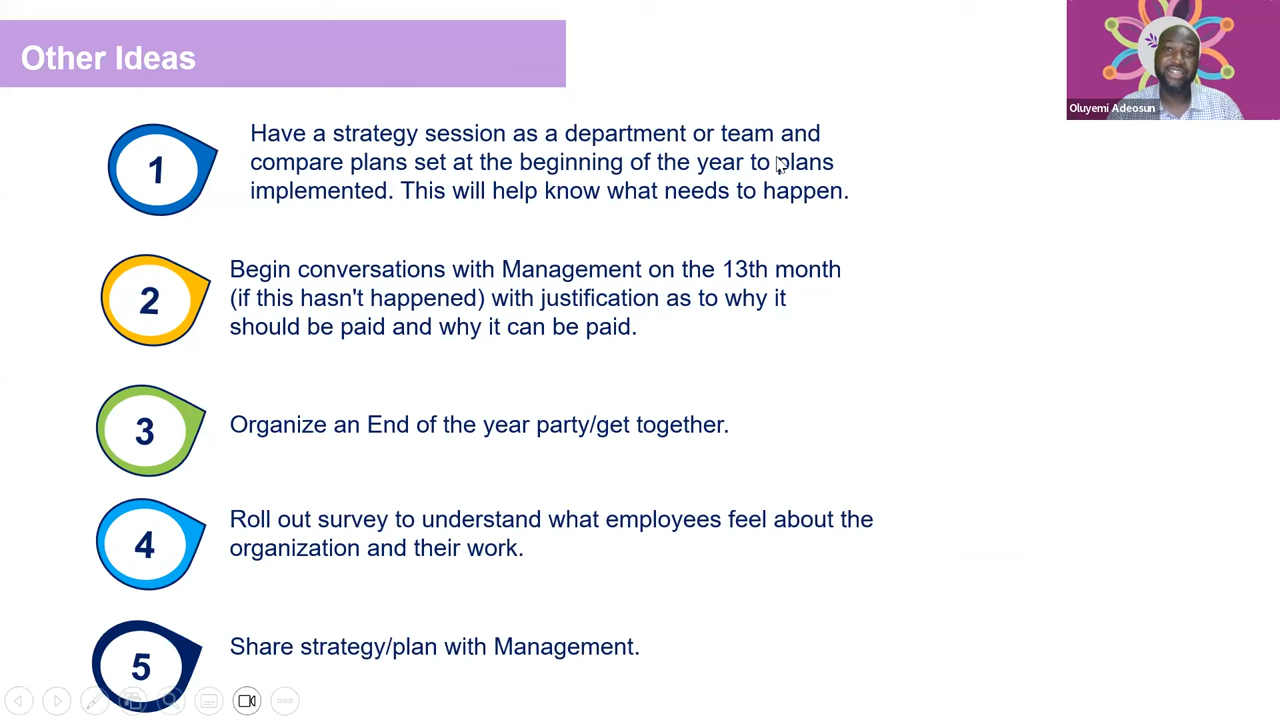 Other Ideas
Oluyemi Adeosun
1
Have a strategy session as a department or team and
compare plans set at the beginning of the year to plans
implemented. This will help know what needs to happen.
2
Begin conversations with Management on the 13th month
(if this hasn't happened) with justification as to why it
should be paid and why it can be paid.
3
Organize an End of the year party/get together.
4
Roll out survey to understand what employees feel about the
organization and their work.
5
Share strategy/plan with Management.